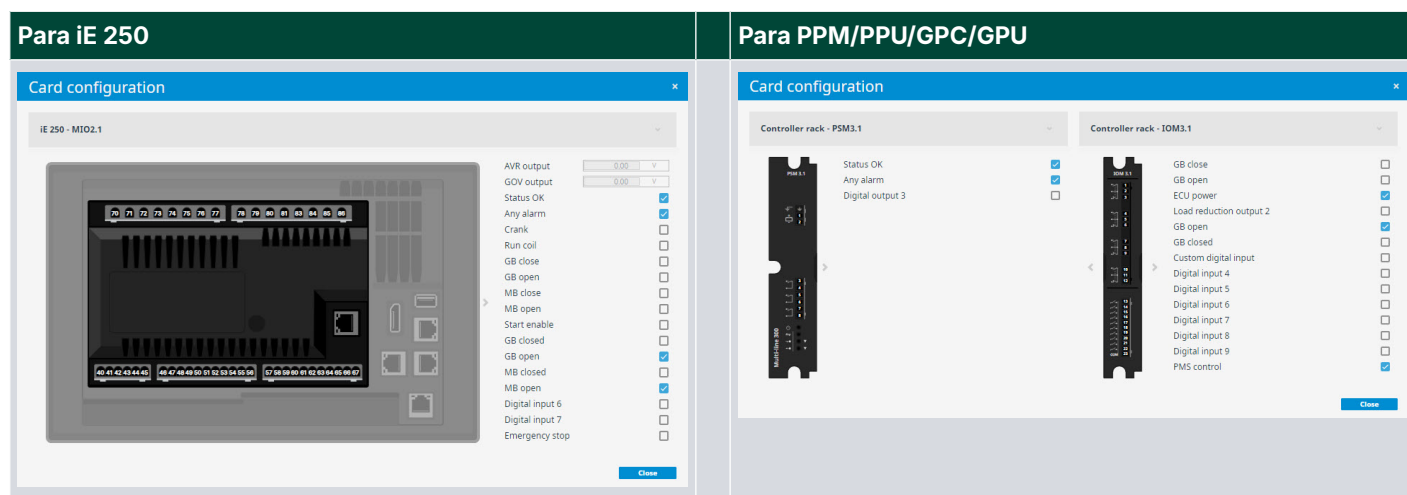 Para iE 250
Para PPM/PPU/GPC/GPU
Card configuration ×
iE 250 - MIO2.1
70 71 72 73 74 75 76 77 78 79 80 81 82 83 84 85 86
40 41 42 43 44 45 46 47 48 49 50 51 52 53 54 55 56 57 58 59 60 61 62 63 64 65 66 67
AVR output 0.00 V
GOV output 0.00 V
Status OK
Any alarm
Crank
Run coil
GB close
GB open
MB close
MB open
Start enable
GB closed
GB open
MB closed
MB open
Digital input 6
Digital input 7
Emergency stop
Close
Card configuration ×
Controller rack - PSM3.1
PSM 3.1
Multi-line 300
Status OK
Any alarm
Digital output 3
Controller rack - IOM3.1
IOM 3.1
GB close
GB open
ECU power
Load reduction output 2
GB open
GB closed
Custom digital input
Digital input 4
Digital input 5
Digital input 6
Digital input 7
Digital input 8
Digital input 9
PMS control
Close